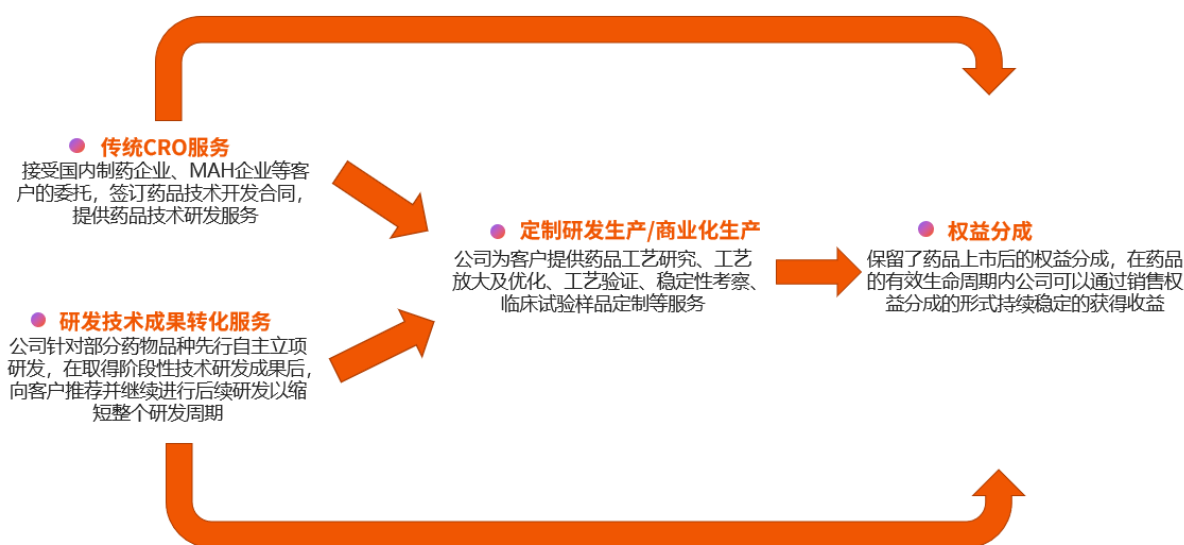 传统CRO服务
接受国内制药企业、MAH企业等客
户的委托，签订药品技术开发合同，
提供药品技术研发服务
研发技术成果转化服务
公司针对部分药物品种先行自主立项
研发，在取得阶段性技术研发成果后，
向客户推荐并继续进行后续研发以缩
短整个研发周期
定制研发生产/商业化生产
公司为客户提供药品工艺研究、工艺
放大及优化、工艺验证、稳定性考察、
临床试验样品定制等服务
权益分成
保留了药品上市后的权益分成，在药品
的有效生命周期内公司可以通过销售权
益分成的形式持续稳定的获得收益